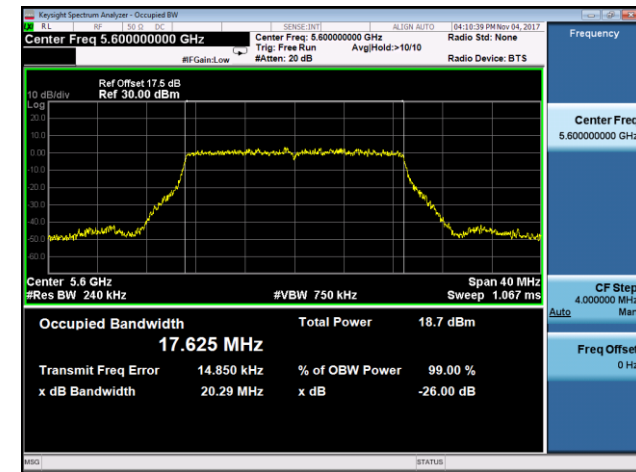 Keysight Spectrum Analyzer - Occupied BW
RL RF 50 Ω DC SENSE:INT ALIGN AUTO 04:10:39 PM Nov 04, 2017
Center Freq 5.600000000 GHz
Center Freq: 5.600000000 GHz
Radio Std: None
Trig: Free Run Avg|Hold:>10/10
#IFGain:Low #Atten: 20 dB Radio Device: BTS
Frequency
Ref Offset 17.5 dB
10 dB/div Ref 30.00 dBm
Log
20.0
10.0
0.00
-10.0
-20.0
-30.0
-40.0
-50.0
-60.0
Center 5.6 GHz Span 40 MHz
#Res BW 240 kHz #VBW 750 kHz Sweep 1.067 ms
Occupied Bandwidth Total Power 18.7 dBm
17.625 MHz
Transmit Freq Error 14.850 kHz % of OBW Power 99.00 %
x dB Bandwidth 20.29 MHz x dB -26.00 dB
Center Freq
5.600000000 GHz
CF Step
4.000000 MHz
Auto Man
Freq Offset
0 Hz
MSG STATUS